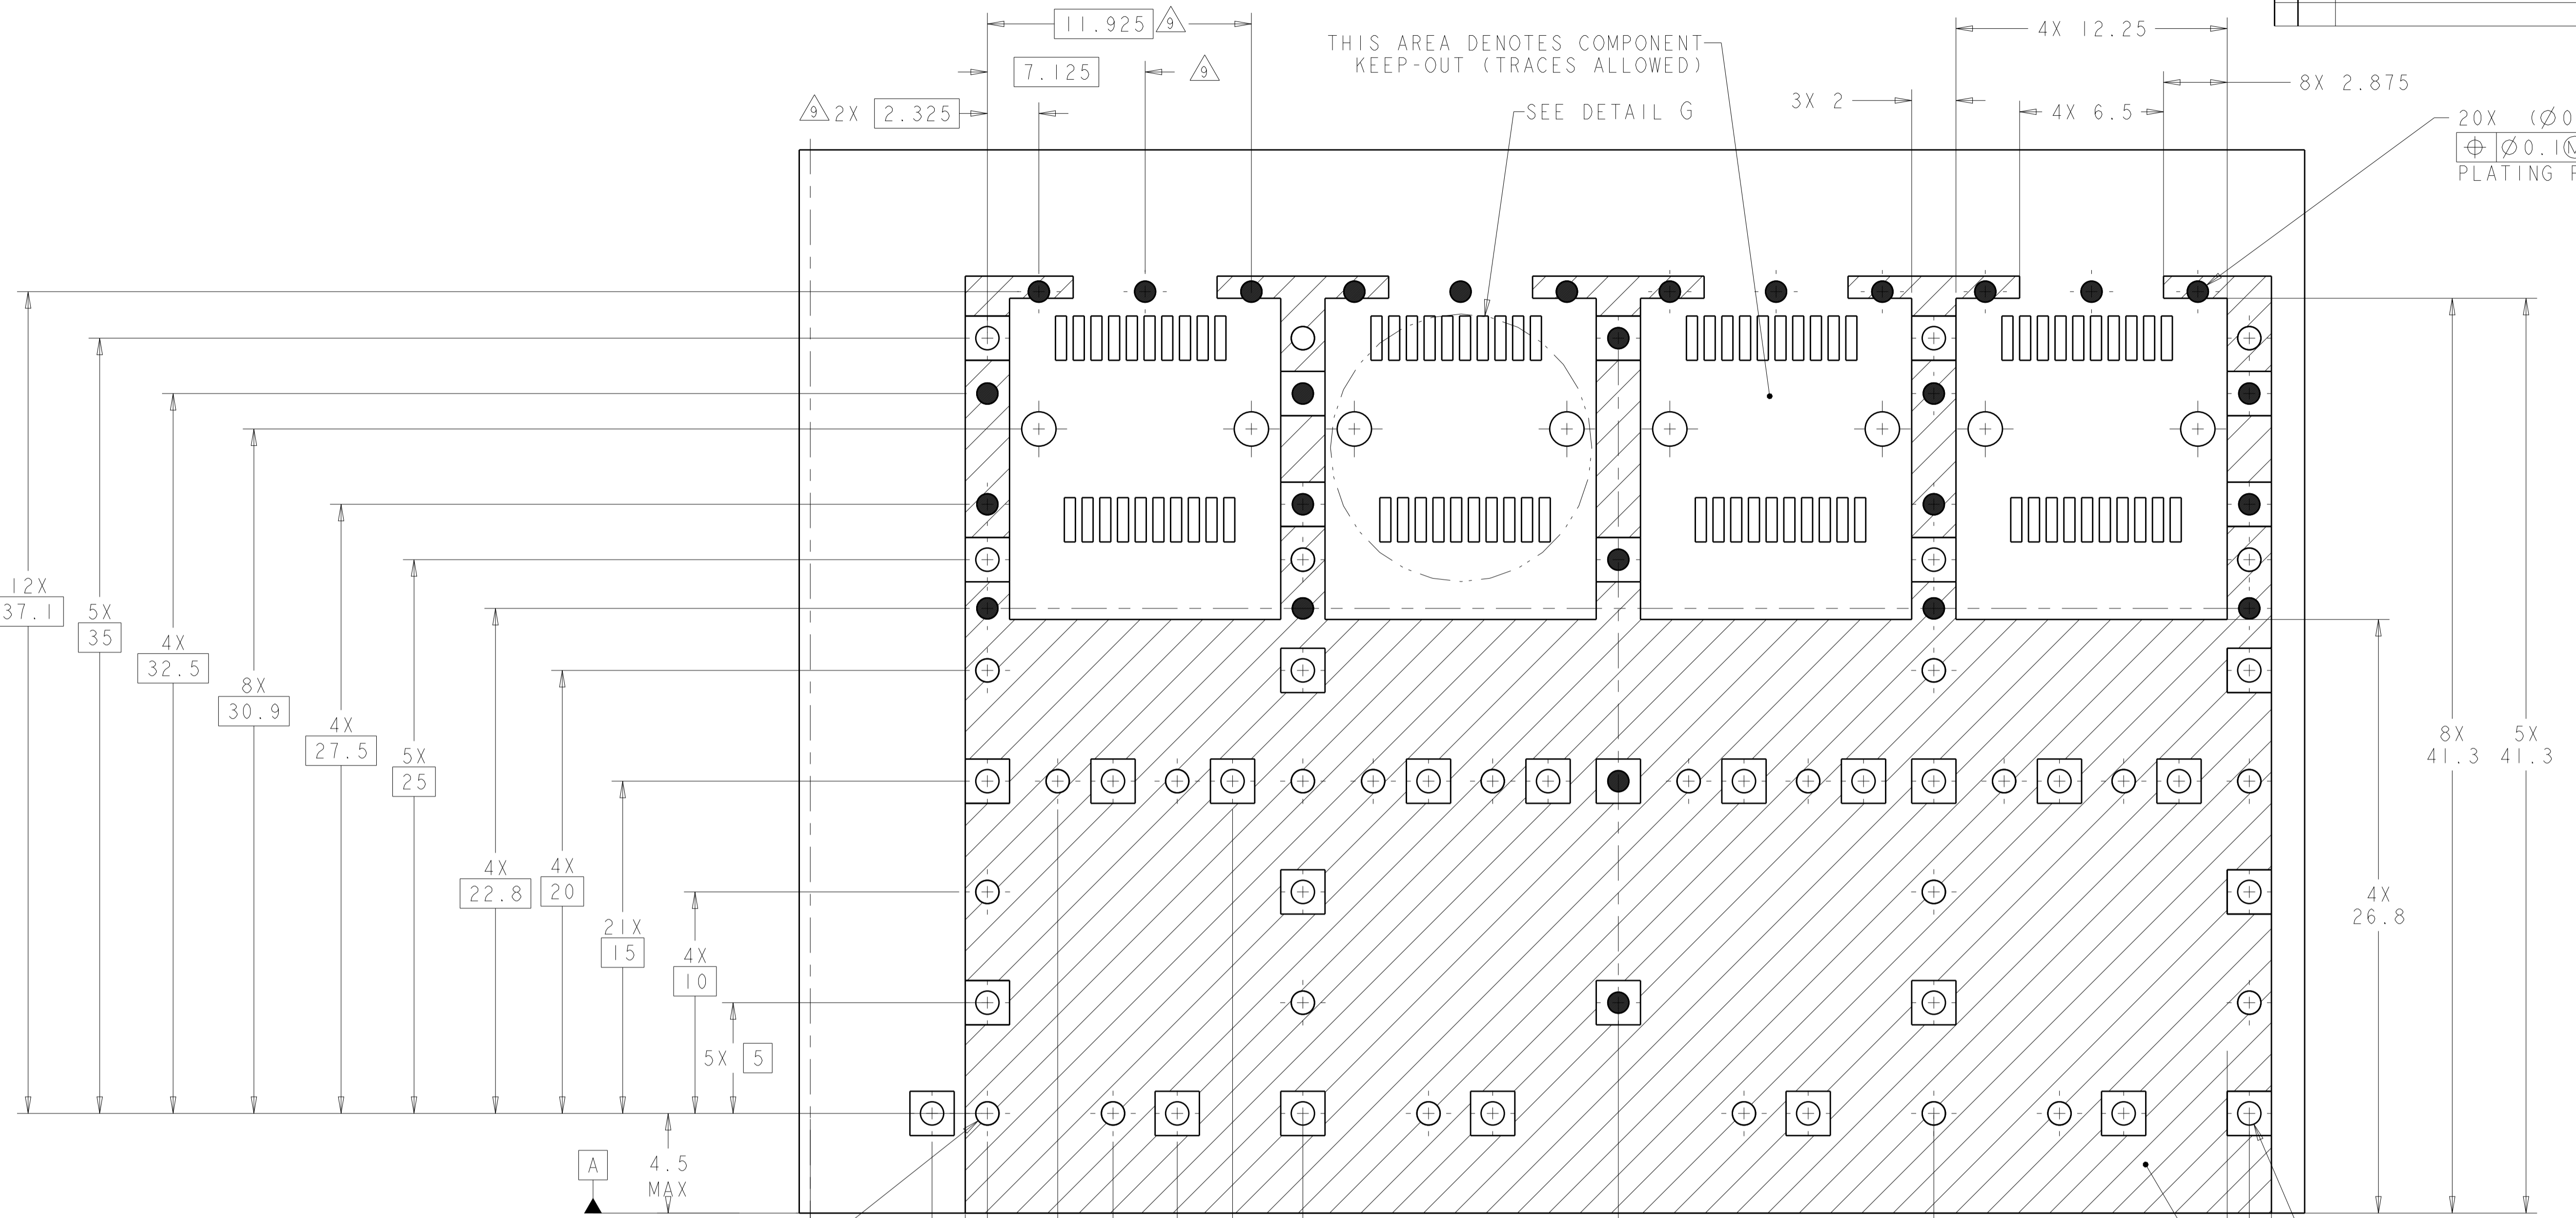 11.925 9
7.125 9
9 2X 2.325
THIS AREA DENOTES COMPONENT
KEEP-OUT (TRACES ALLOWED)
SEE DETAIL G
4X 12.25
8X 2.875
3X 2
4X 6.5
20X (Ø0
⌖ Ø0.1Ⓜ
PLATING
12X
37.1
5X
35
4X
32.5
8X
30.9
4X
27.5
5X
25
4X
22.8
4X
20
21X
15
4X
10
5X 5
A
4.5
MAX
8X
41.3
5X
41.3
4X
26.8